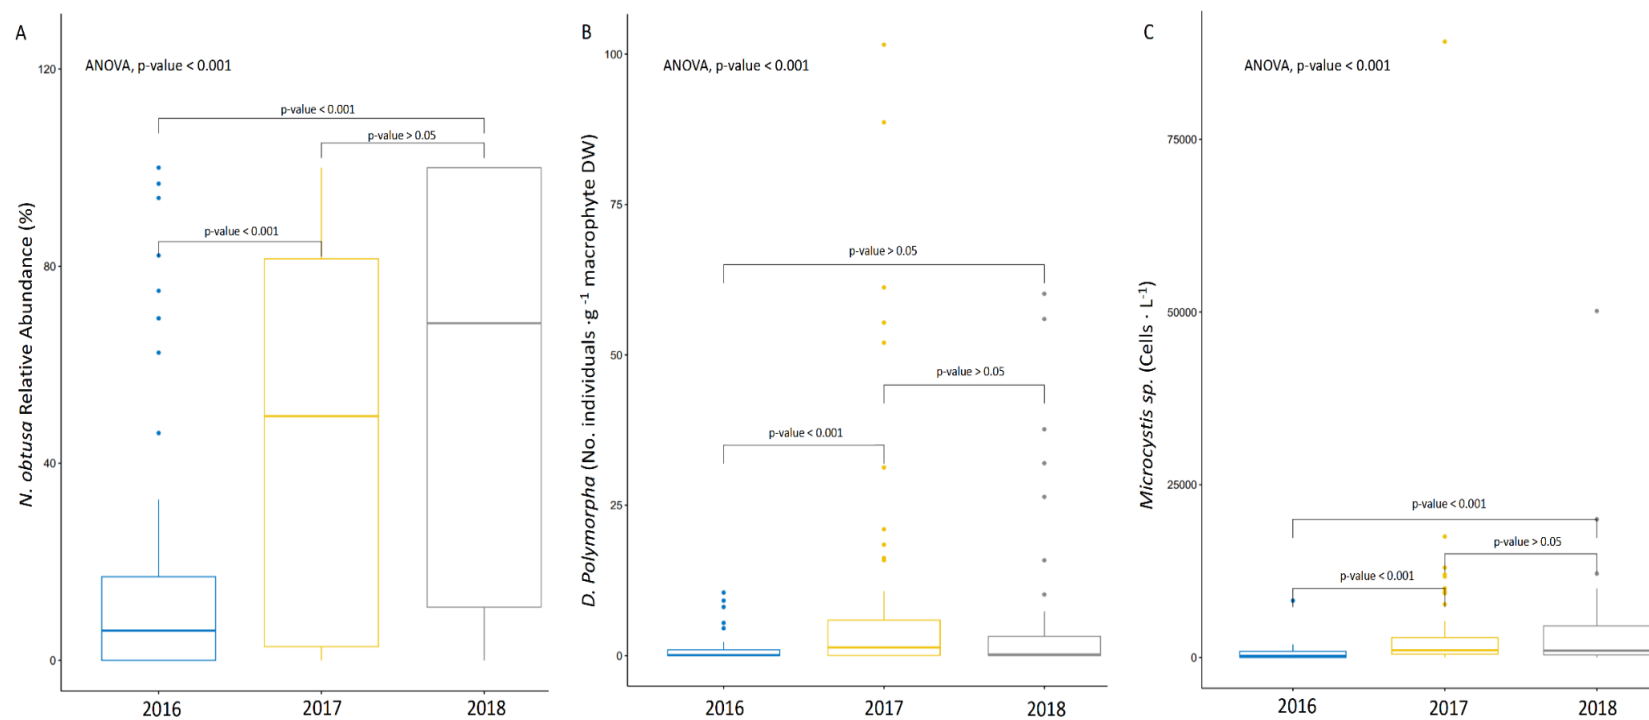 A
ANOVA, p-value < 0.001
p-value < 0.001
p-value > 0.05
p-value < 0.001
N. obtusa Relative Abundance (%)
120
80
40
0
2016
2017
2018
B
ANOVA, p-value < 0.001
p-value > 0.05
p-value > 0.05
p-value < 0.001
D. Polymorpha (No. individuals ·g ⁻¹ macrophyte DW)
100
75
50
25
0
2016
2017
2018
C
ANOVA, p-value < 0.001
p-value < 0.001
p-value > 0.05
p-value < 0.001
Microcystis sp. (Cells · L⁻¹)
75000
50000
25000
0
2016
2017
2018